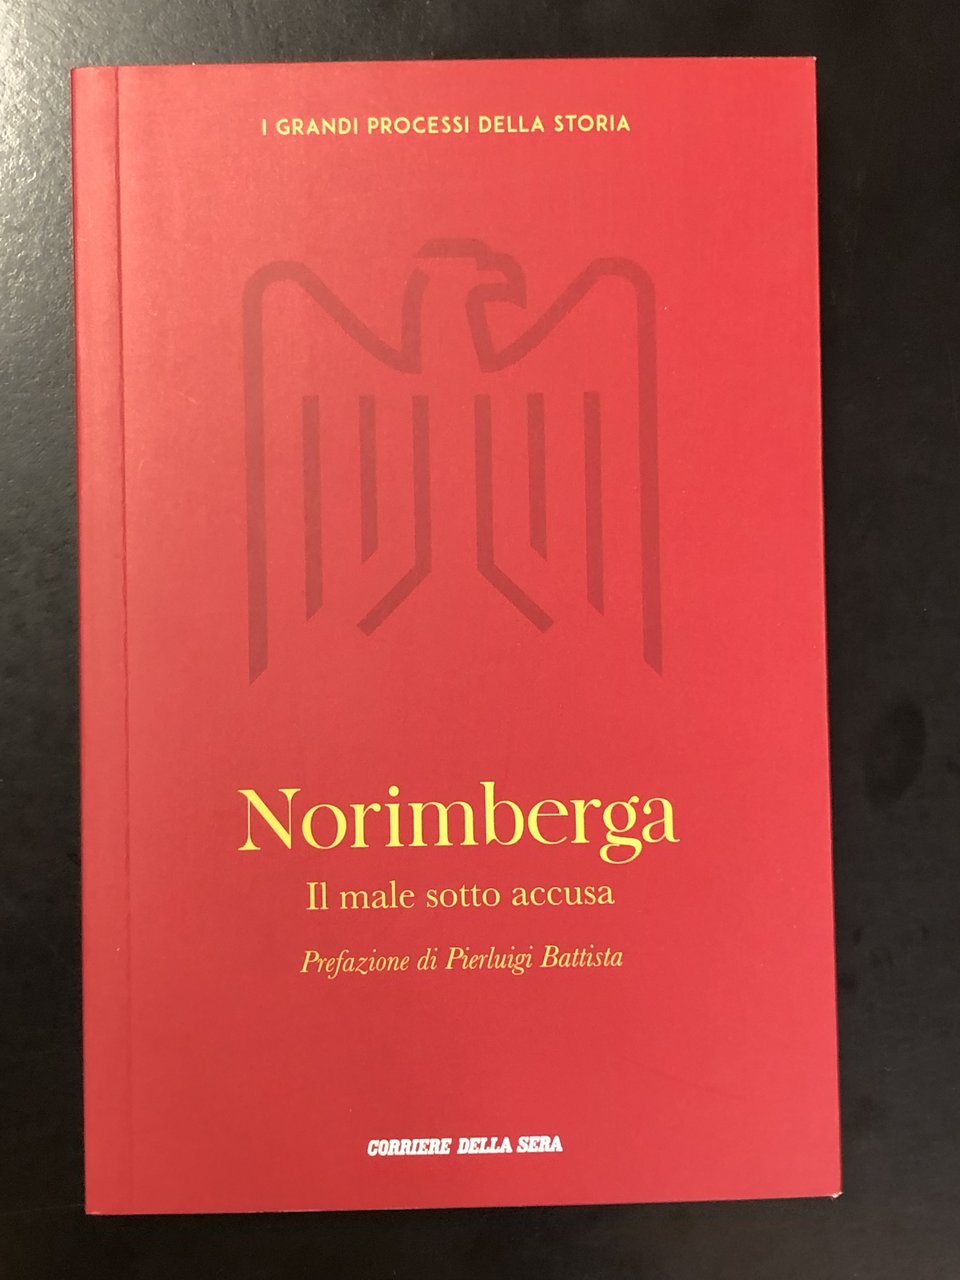 I GRANDI PROCESSI DELLA STORIA
Norimberga
Il male sotto accusa
Prefazione di Pierluigi Battista
CORRIERE DELLA SERA